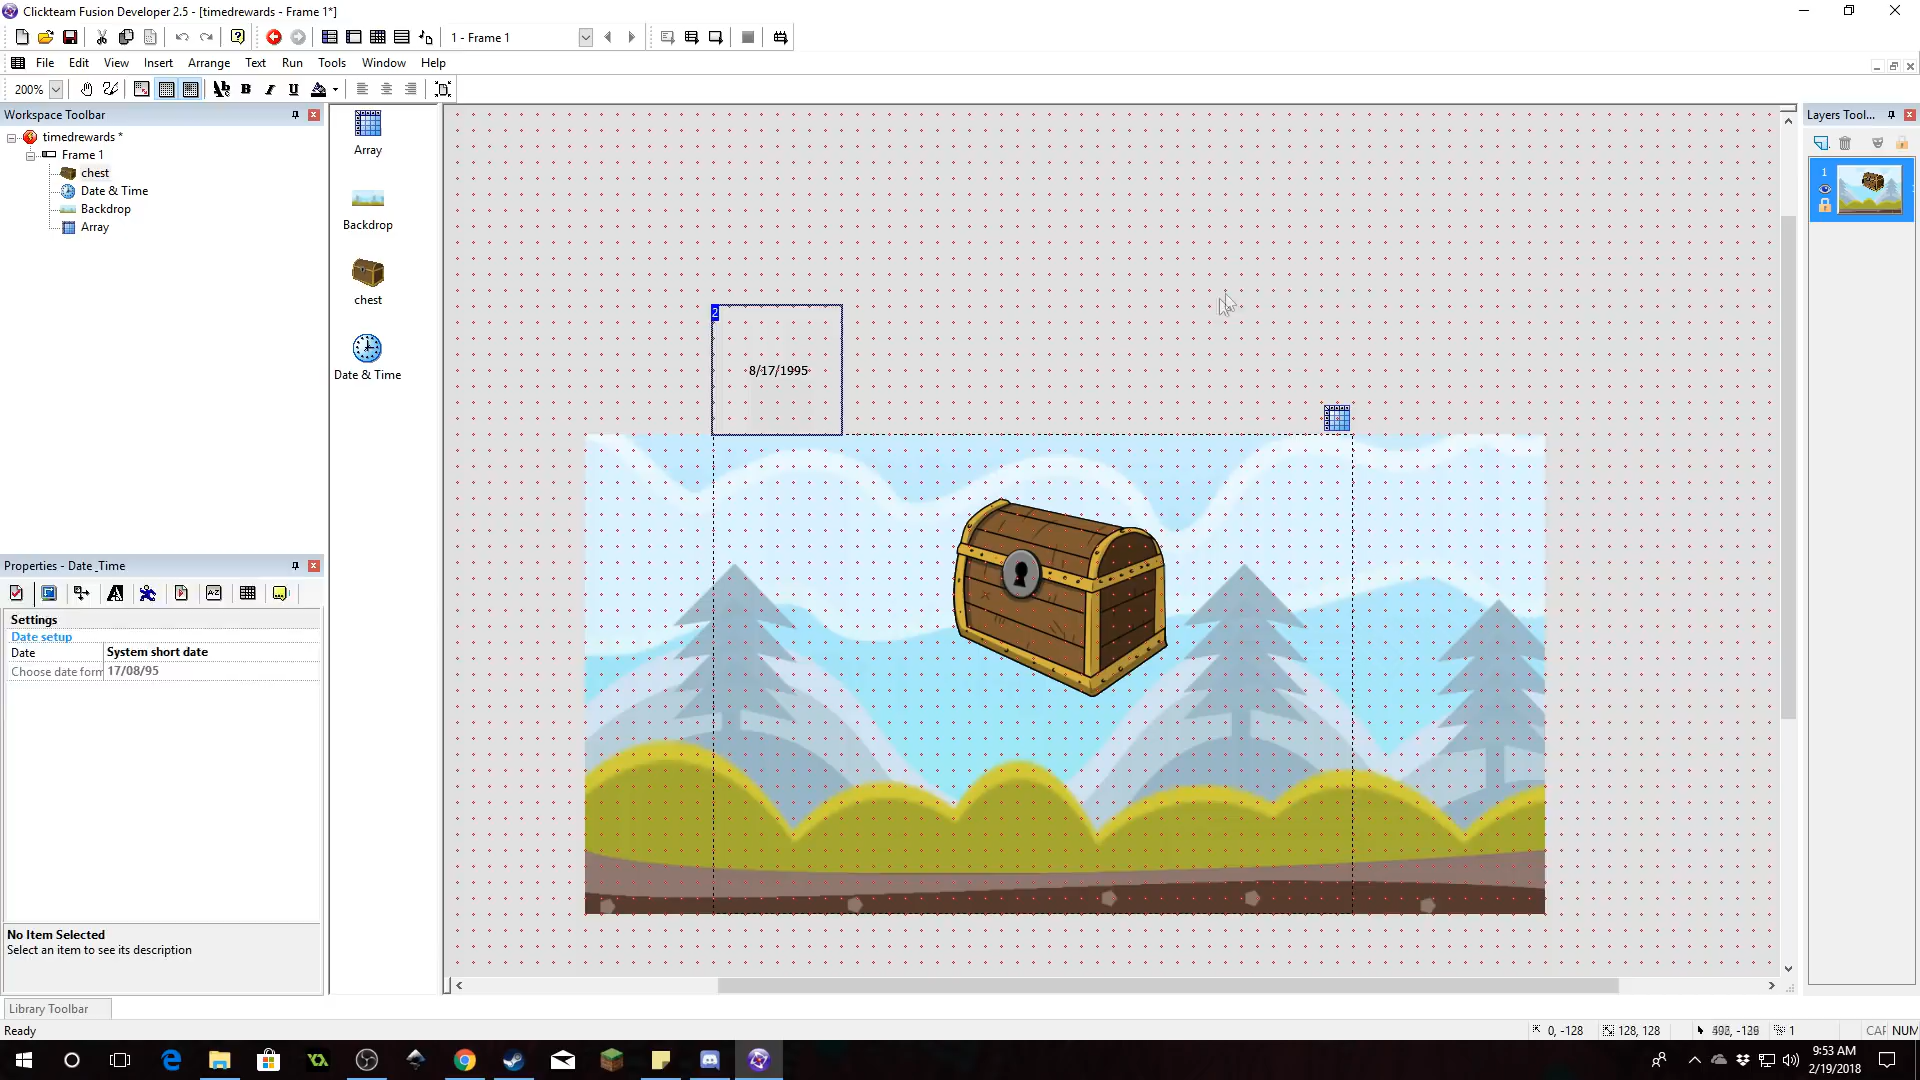 Clickteam Fusion Developer 2.5 - [timedrewards - Frame 1*]
1 - Frame 1
File Edit View Insert Arrange Text Run Tools Window Help
200%
Workspace Toolbar
timedrewards *
Frame 1
chest
Date & Time
Backdrop
Array
Array
Backdrop
chest
Date & Time
2
8/17/1995
Layers Tool...
1
Properties - Date _Time
Settings
Date setup
Date System short date
Choose date form 17/08/95
No Item Selected
Select an item to see its description
Library Toolbar
Ready
0, -128
128, 128
1
CAP NUM
9:53 AM
2/19/2018